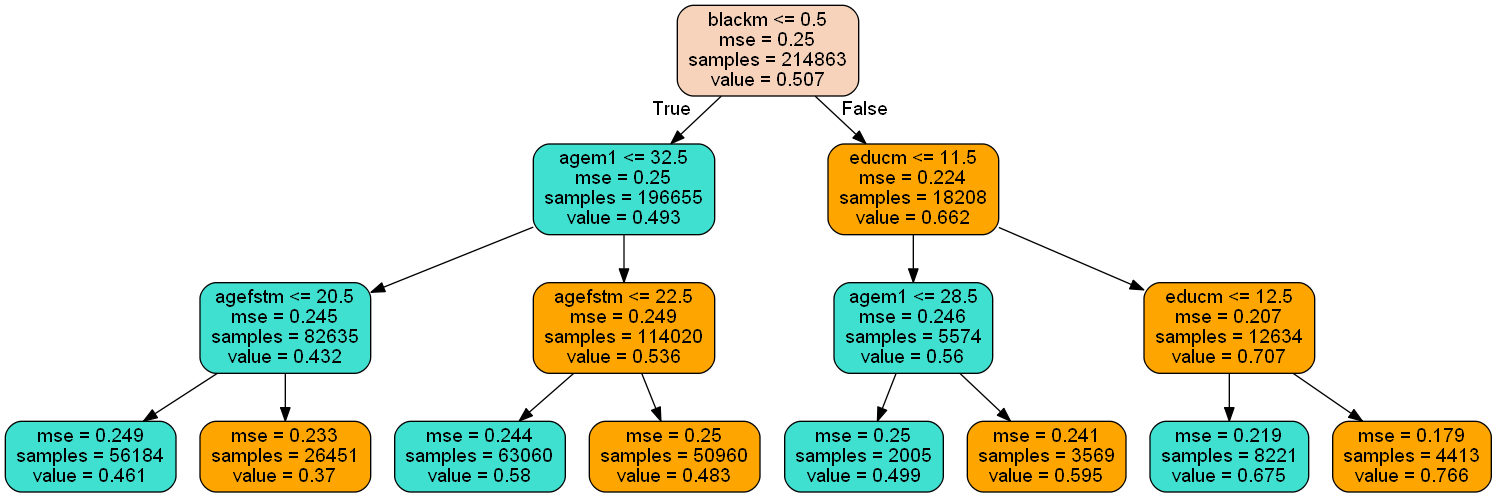 blackm <= 0.5
mse = 0.25
samples = 214863
value = 0.507
True
False
agem1 <= 32.5
mse = 0.25
samples = 196655
value = 0.493
educm <= 11.5
mse = 0.224
samples = 18208
value = 0.662
agefstm <= 20.5
mse = 0.245
samples = 82635
value = 0.432
agefstm <= 22.5
mse = 0.249
samples = 114020
value = 0.536
agem1 <= 28.5
mse = 0.246
samples = 5574
value = 0.56
educm <= 12.5
mse = 0.207
samples = 12634
value = 0.707
mse = 0.249
samples = 56184
value = 0.461
mse = 0.233
samples = 26451
value = 0.37
mse = 0.244
samples = 63060
value = 0.58
mse = 0.25
samples = 50960
value = 0.483
mse = 0.25
samples = 2005
value = 0.499
mse = 0.241
samples = 3569
value = 0.595
mse = 0.219
samples = 8221
value = 0.675
mse = 0.179
samples = 4413
value = 0.766